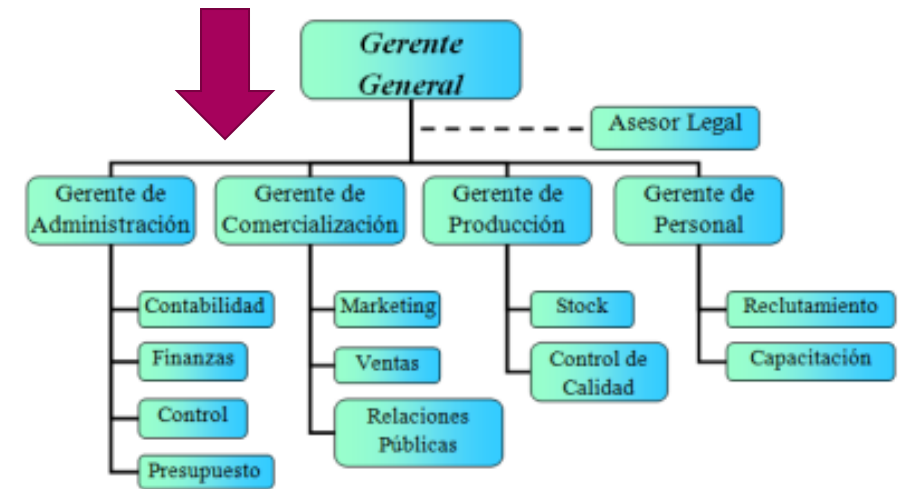 Gerente
General
Asesor Legal
Gerente de
Administración
Gerente de
Comercialización
Gerente de
Producción
Gerente de
Personal
Contabilidad
Finanzas
Control
Presupuesto
Marketing
Ventas
Relaciones
Públicas
Stock
Control de
Calidad
Reclutamiento
Capacitación